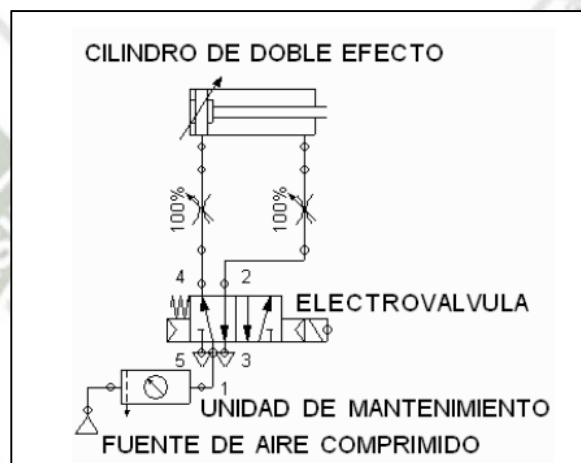 CILINDRO DE DOBLE EFECTO
100% 100%
4 2
ELECTROVALVULA
5 3
1
UNIDAD DE MANTENIMIENTO
FUENTE DE AIRE COMPRIMIDO